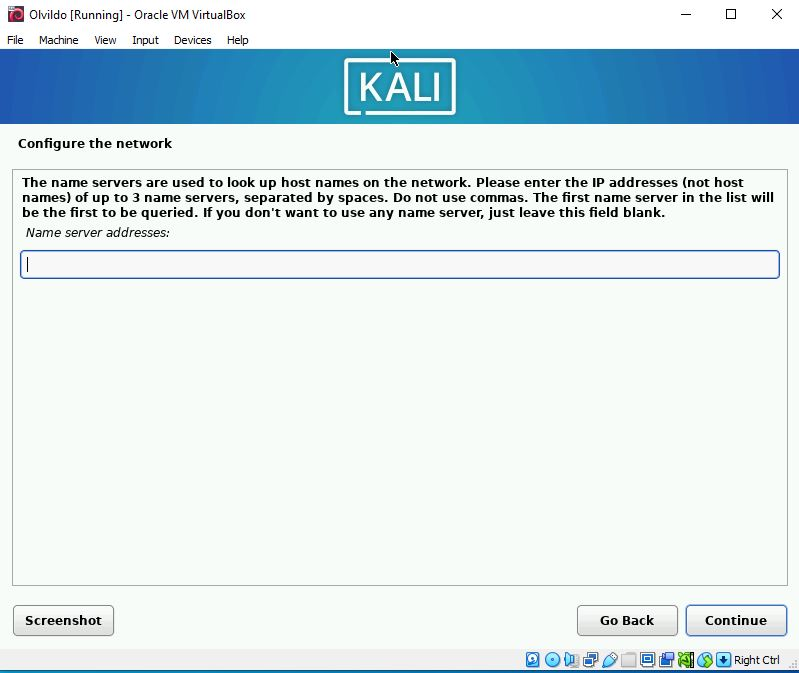 Olvildo [Running] - Oracle VM VirtualBox
File Machine View Input Devices Help
KALI
Configure the network
The name servers are used to look up host names on the network. Please enter the IP addresses (not host
names) of up to 3 name servers, separated by spaces. Do not use commas. The first name server in the list will
be the first to be queried. If you don't want to use any name server, just leave this field blank.
Name server addresses:
Screenshot Go Back Continue
Right Ctrl